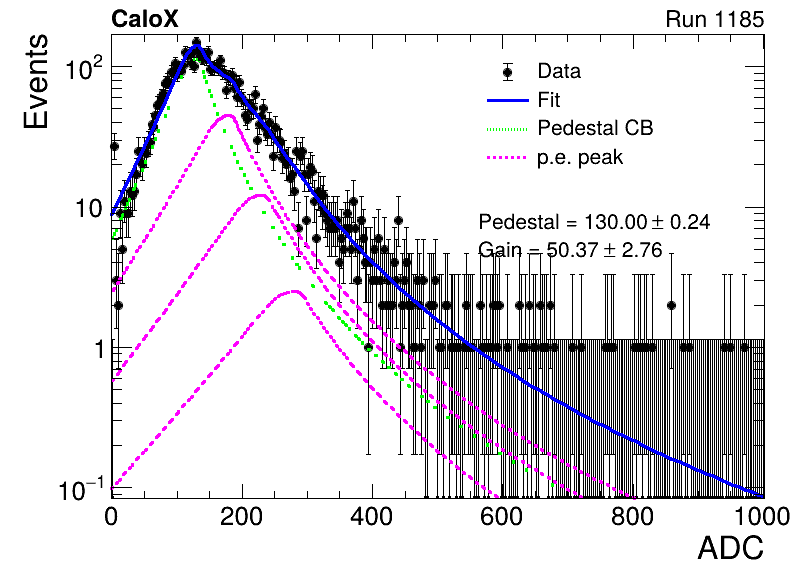 CaloX Run 1185
Events
Data
Fit
Pedestal CB
p.e. peak
Pedestal = 130.00 ± 0.24
Gain = 50.37 ± 2.76
10²
10
1
10⁻¹
0 200 400 600 800 1000
ADC